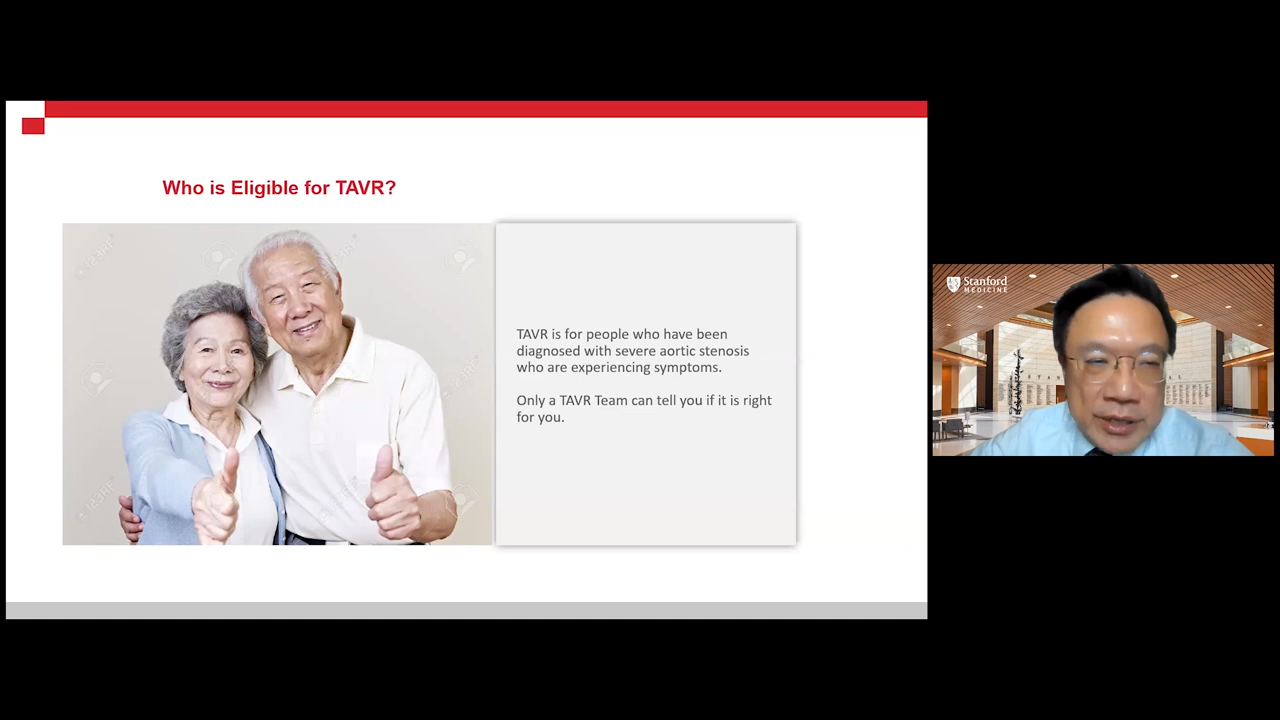 Who is Eligible for TAVR?
TAVR is for people who have been
diagnosed with severe aortic stenosis
who are experiencing symptoms.
Only a TAVR Team can tell you if it is right
for you.
123RF
Stanford
MEDICINE